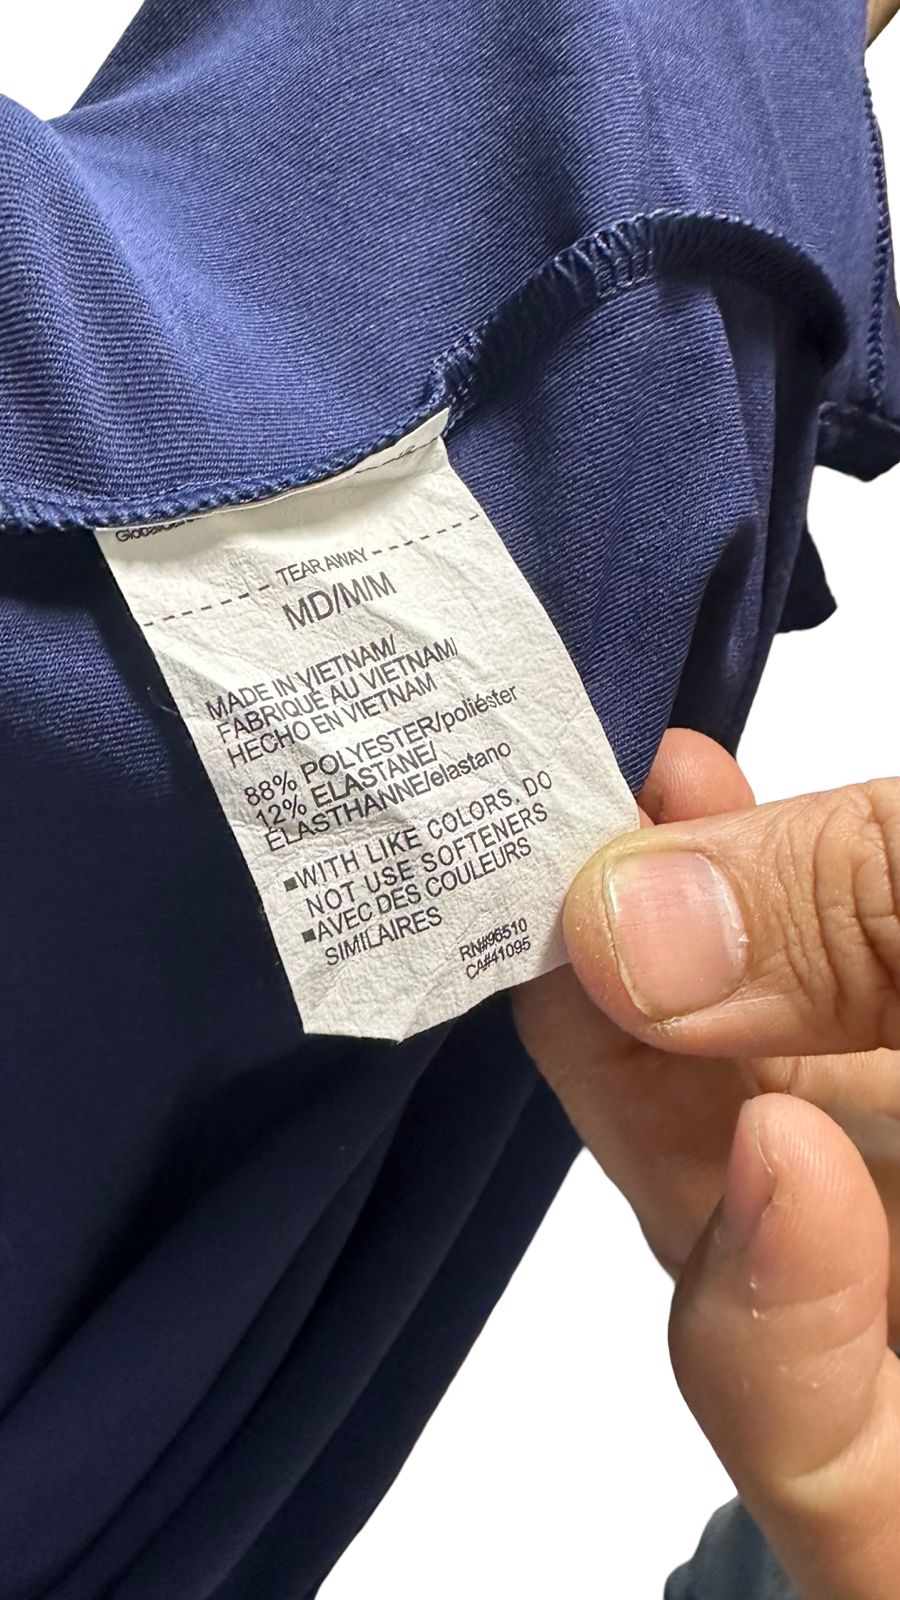 TEAR AWAY
MD/M/M
MADE IN VIETNAM/
FABRIQUE AU VIETNAM/
HECHO EN VIETNAM
88% POLYESTER/poliéster
12% ELASTANE/
ÉLASTHANNE/elastano
■WITH LIKE COLORS. DO
NOT USE SOFTENERS
■AVEC DES COULEURS
SIMILAIRES
RN#96510
CA#41095